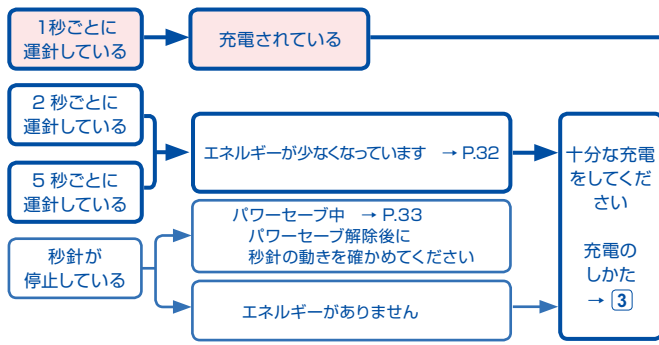 1秒ごとに
運針している
充電されている
2 秒ごとに
運針している
5 秒ごとに
運針している
エネルギーが少なくなっています → P.32
秒針が
停止している
パワーセーブ中 → P.33
パワーセーブ解除後に
秒針の動きを確かめてください
エネルギーがありません
十分な充電
をしてくだ
さい
充電の
しかた
→ 3